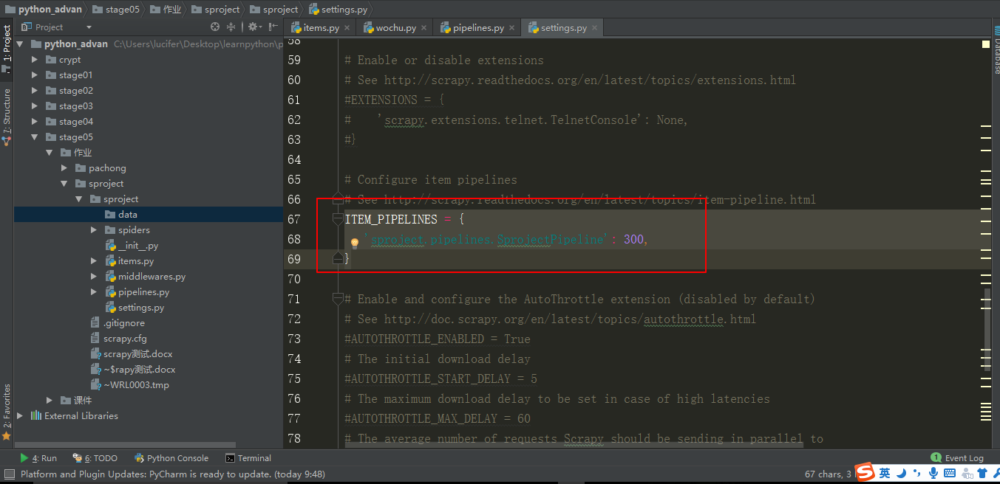 python_advan stage05 作业 sproject sproject settings.py
Project
items.py wochu.py pipelines.py settings.py
1: Project
7: Structure
2: Favorites
Database
python_advan C:\Users\lucifer\Desktop\learnpython\p
crypt
stage01
stage02
stage03
stage04
stage05
作业
pachong
sproject
sproject
data
spiders
__init__.py
items.py
middlewares.py
pipelines.py
settings.py
.gitignore
scrapy.cfg
scrapy测试.docx
~$rapy测试.docx
~WRL0003.tmp
课件
External Libraries
58
59 # Enable or disable extensions
60 # See http://scrapy.readthedocs.org/en/latest/topics/extensions.html
61 #EXTENSIONS = {
62 #    'scrapy.extensions.telnet.TelnetConsole': None,
63 #}
64
65 # Configure item pipelines
66 # See http://scrapy.readthedocs.org/en/latest/topics/item-pipeline.html
67 ITEM_PIPELINES = {
68    'sproject.pipelines.SprojectPipeline': 300,
69 }
70
71 # Enable and configure the AutoThrottle extension (disabled by default)
72 # See http://doc.scrapy.org/en/latest/topics/autothrottle.html
73 #AUTOTHROTTLE_ENABLED = True
74 # The initial download delay
75 #AUTOTHROTTLE_START_DELAY = 5
76 # The maximum download delay to be set in case of high latencies
77 #AUTOTHROTTLE_MAX_DELAY = 60
78 # The average number of requests Scrapy should be sending in parallel to
4: Run 6: TODO Python Console Terminal 1 Event Log
Platform and Plugin Updates: PyCharm is ready to update. (today 9:48) 67 chars, 3 英